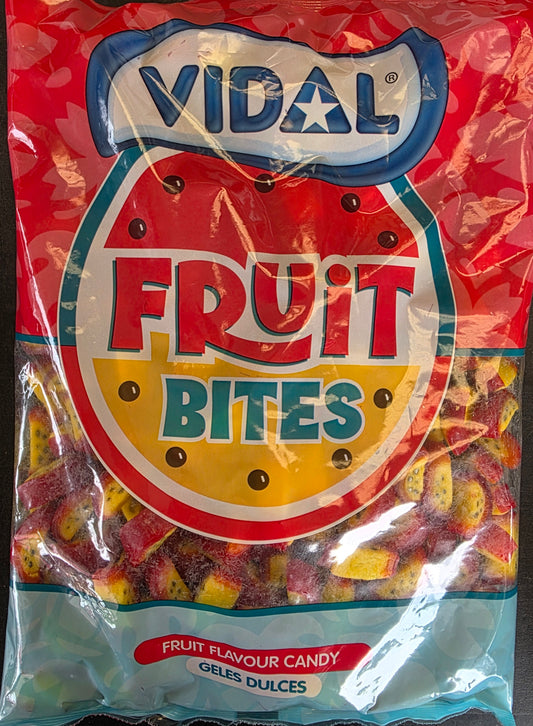 VIDAL®
FRUiT
BITES
FRUIT FLAVOUR CANDY
GELES DULCES